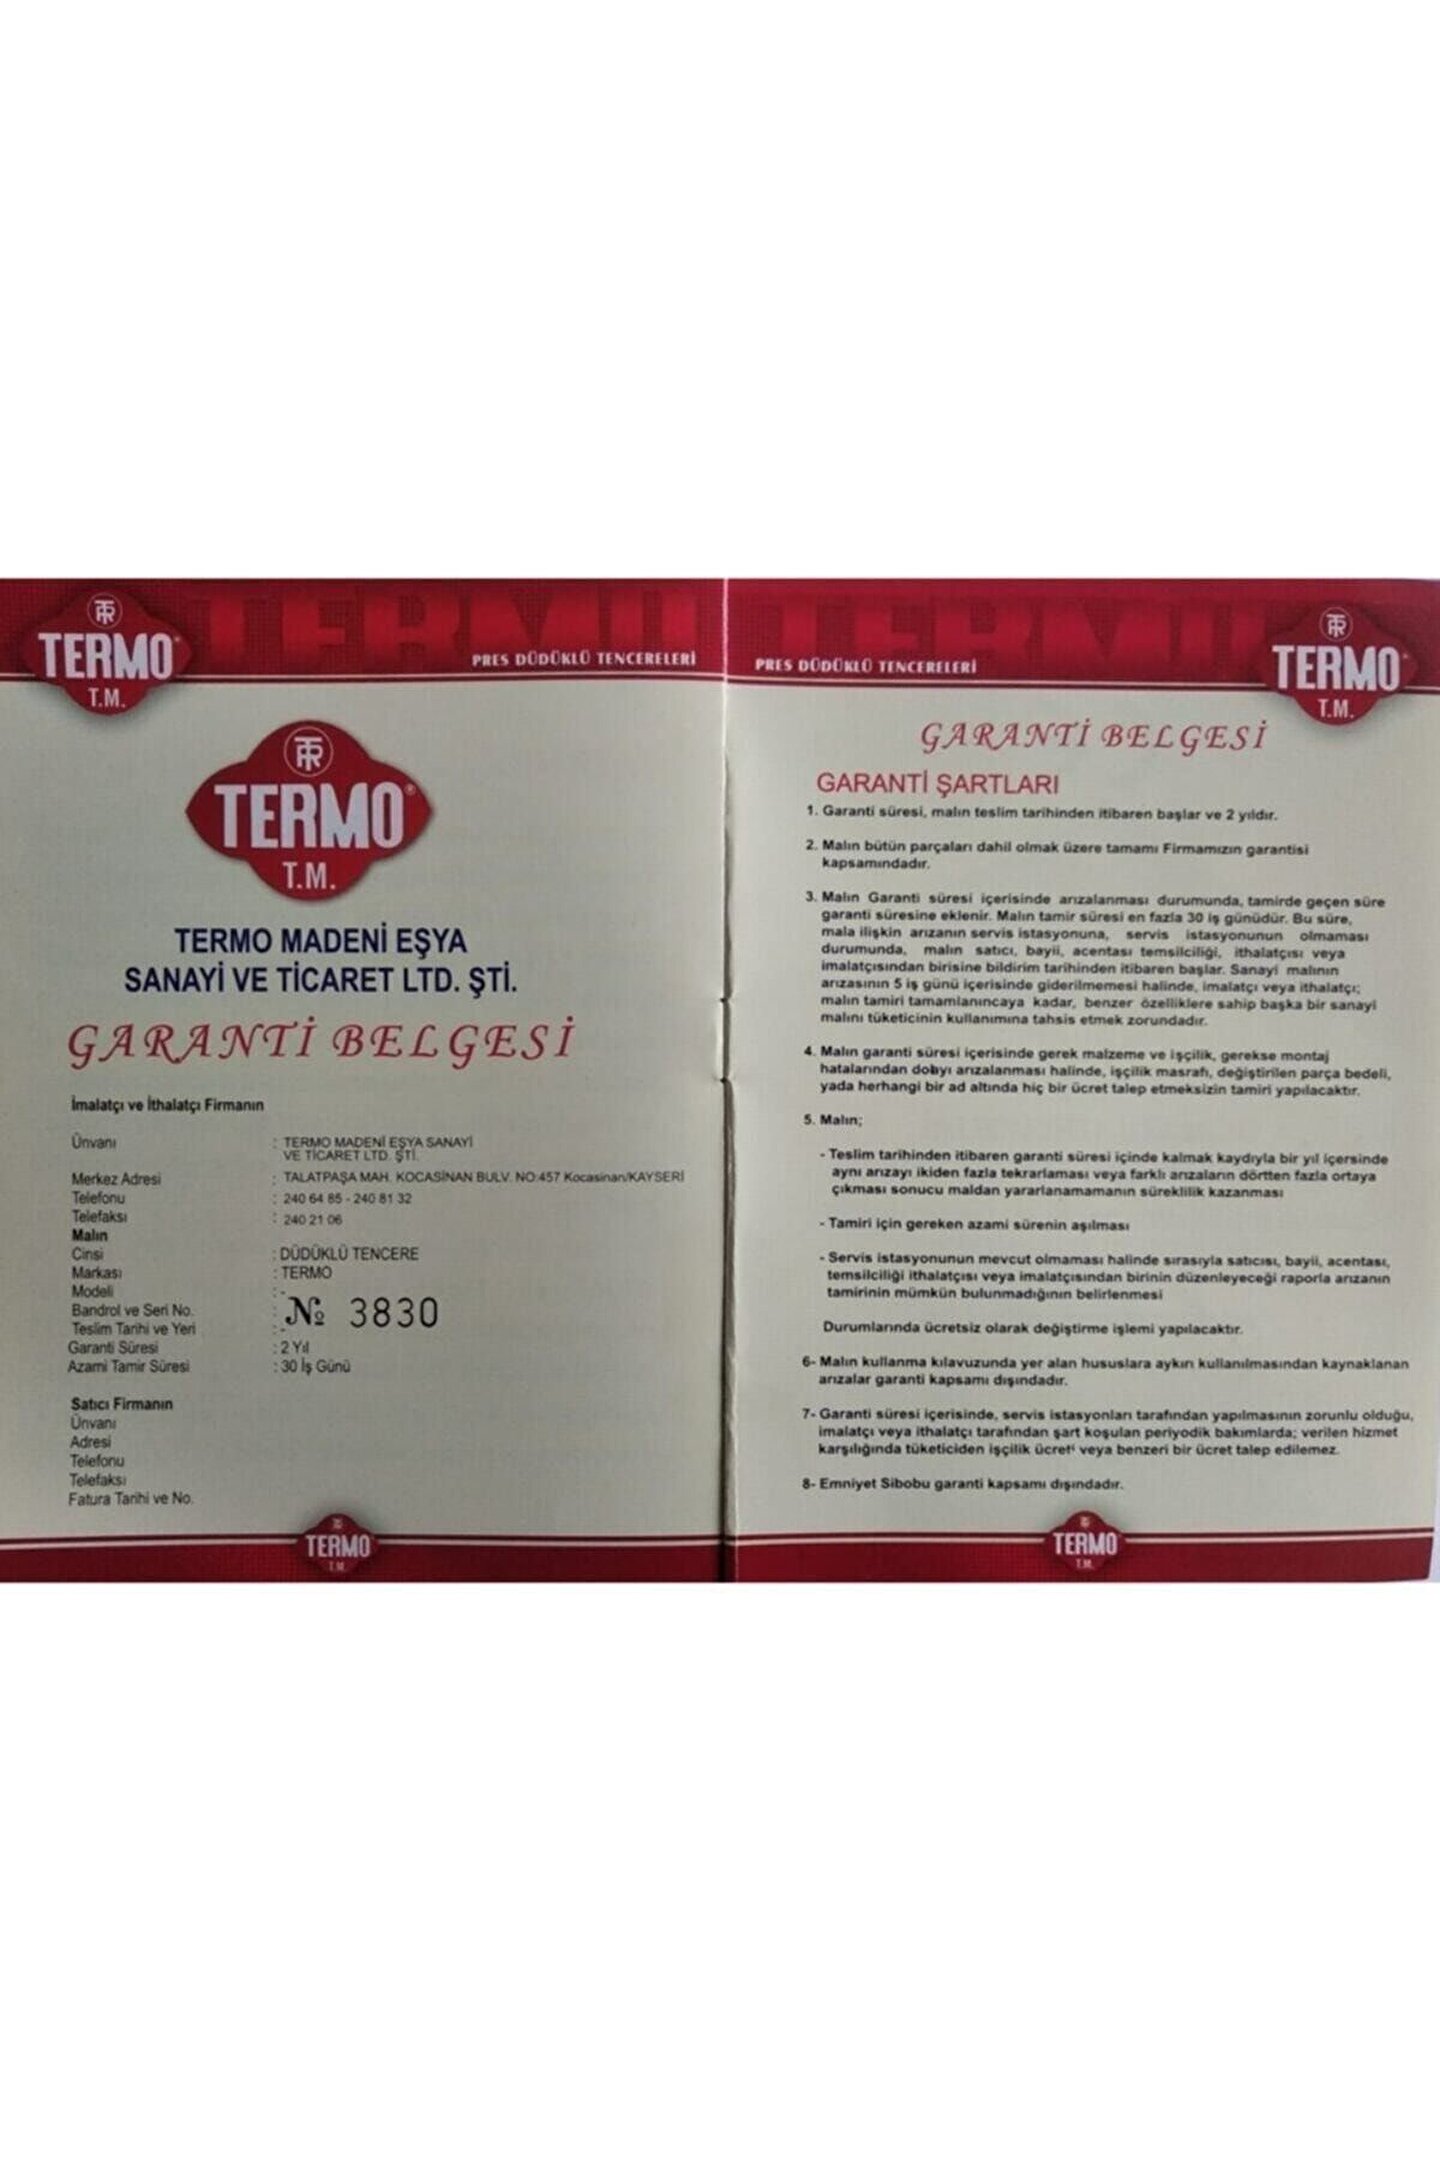 TR
TERMO
T.M.
PRES DÜDÜKLÜ TENCERELERİ
TR
TERMO®
T.M.
TERMO MADENİ EŞYA
SANAYİ VE TİCARET LTD. ŞTİ.
GARANTİ BELGESİ
İmalatçı ve İthalatçı Firmanın
Ünvanı : TERMO MADENİ EŞYA SANAYİ
VE TİCARET LTD. ŞTİ.
Merkez Adresi : TALATPAŞA MAH. KOCASİNAN BULV. NO:457 Kocasinan/KAYSERİ
Telefonu : 240 64 85 - 240 81 32
Telefaksı : 240 21 06
Malın
Cinsi : DÜDÜKLÜ TENCERE
Markası : TERMO
Modeli : -
Bandrol ve Seri No. : № 3830
Teslim Tarihi ve Yeri : -
Garanti Süresi : 2 Yıl
Azami Tamir Süresi : 30 İş Günü
Satıcı Firmanın
Ünvanı
Adresi
Telefonu
Telefaksı
Fatura Tarihi ve No.
TERMO
T.M.
PRES DÜDÜKLÜ TENCERELERİ
TR
TERMO
T.M.
GARANTİ BELGESİ
GARANTİ ŞARTLARI
1. Garanti süresi, malın teslim tarihinden itibaren başlar ve 2 yıldır.
2. Malın bütün parçaları dahil olmak üzere tamamı Firmamızın garantisi
kapsamındadır.
3. Malın Garanti süresi içerisinde arızalanması durumunda, tamirde geçen süre
garanti süresine eklenir. Malın tamir süresi en fazla 30 iş günüdür. Bu süre,
mala ilişkin arızanın servis istasyonuna, servis istasyonunun olmaması
durumunda, malın satıcı, bayii, acentası temsilciliği, ithalatçısı veya
imalatçısından birisine bildirim tarihinden itibaren başlar. Sanayi malının
arızasının 5 iş günü içerisinde giderilmemesi halinde, imalatçı veya ithalatçı;
malın tamiri tamamlanıncaya kadar, benzer özelliklere sahip başka bir sanayi
malını tüketicinin kullanımına tahsis etmek zorundadır.
4. Malın garanti süresi içerisinde gerek malzeme ve işçilik, gerekse montaj
hatalarından dolayı arızalanması halinde, işçilik masrafı, değiştirilen parça bedeli,
yada herhangi bir ad altında hiç bir ücret talep etmeksizin tamiri yapılacaktır.
5. Malın;
- Teslim tarihinden itibaren garanti süresi içinde kalmak kaydıyla bir yıl içersinde
aynı arızayı ikiden fazla tekrarlaması veya farklı arızaların dörtten fazla ortaya
çıkması sonucu maldan yararlanamamanın süreklilik kazanması
- Tamiri için gereken azami sürenin aşılması
- Servis istasyonunun mevcut olmaması halinde sırasıyla satıcısı, bayii, acentası,
temsilciliği ithalatçısı veya imalatçısından birinin düzenleyeceği raporla arızanın
tamirinin mümkün bulunmadığının belirlenmesi
Durumlarında ücretsiz olarak değiştirme işlemi yapılacaktır.
6- Malın kullanma kılavuzunda yer alan hususlara aykırı kullanılmasından kaynaklanan
arızalar garanti kapsamı dışındadır.
7- Garanti süresi içerisinde, servis istasyonları tarafından yapılmasının zorunlu olduğu,
imalatçı veya ithalatçı tarafından şart koşulan periyodik bakımlarda; verilen hizmet
karşılığında tüketiciden işçilik ücreti veya benzeri bir ücret talep edilemez.
8- Emniyet Sibobu garanti kapsamı dışındadır.
TERMO
T.M.